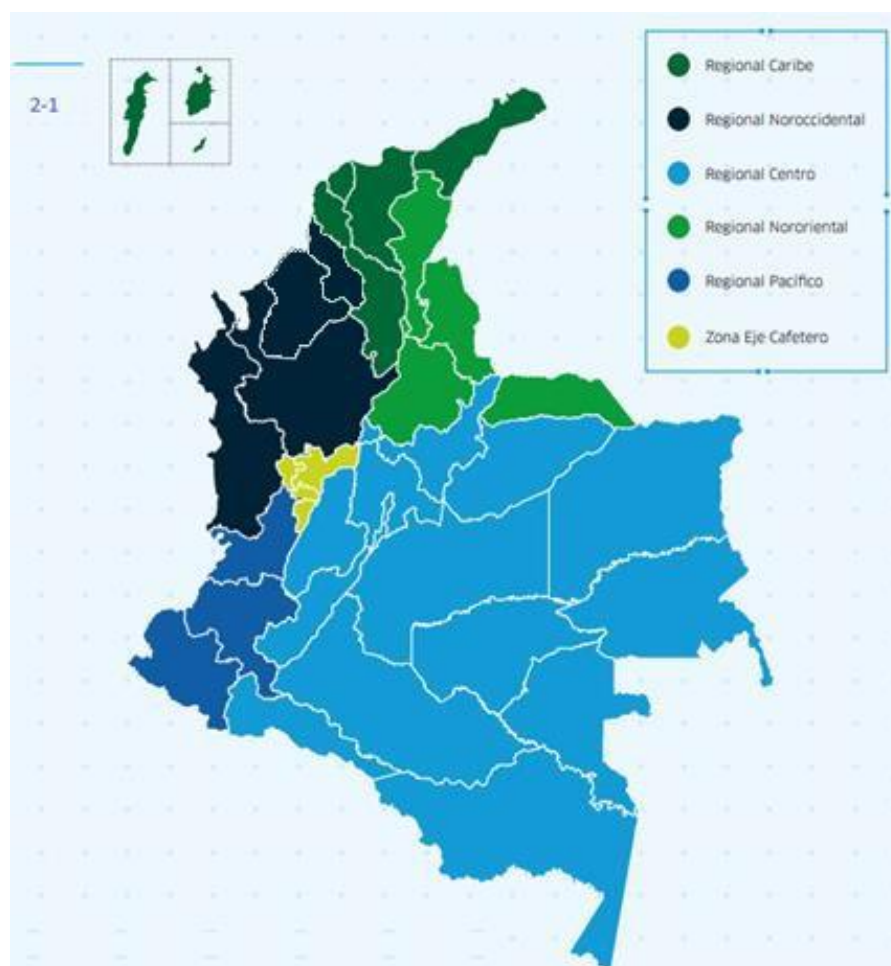 2-1
Regional Caribe
Regional Noroccidental
Regional Centro
Regional Nororiental
Regional Pacífico
Zona Eje Cafetero